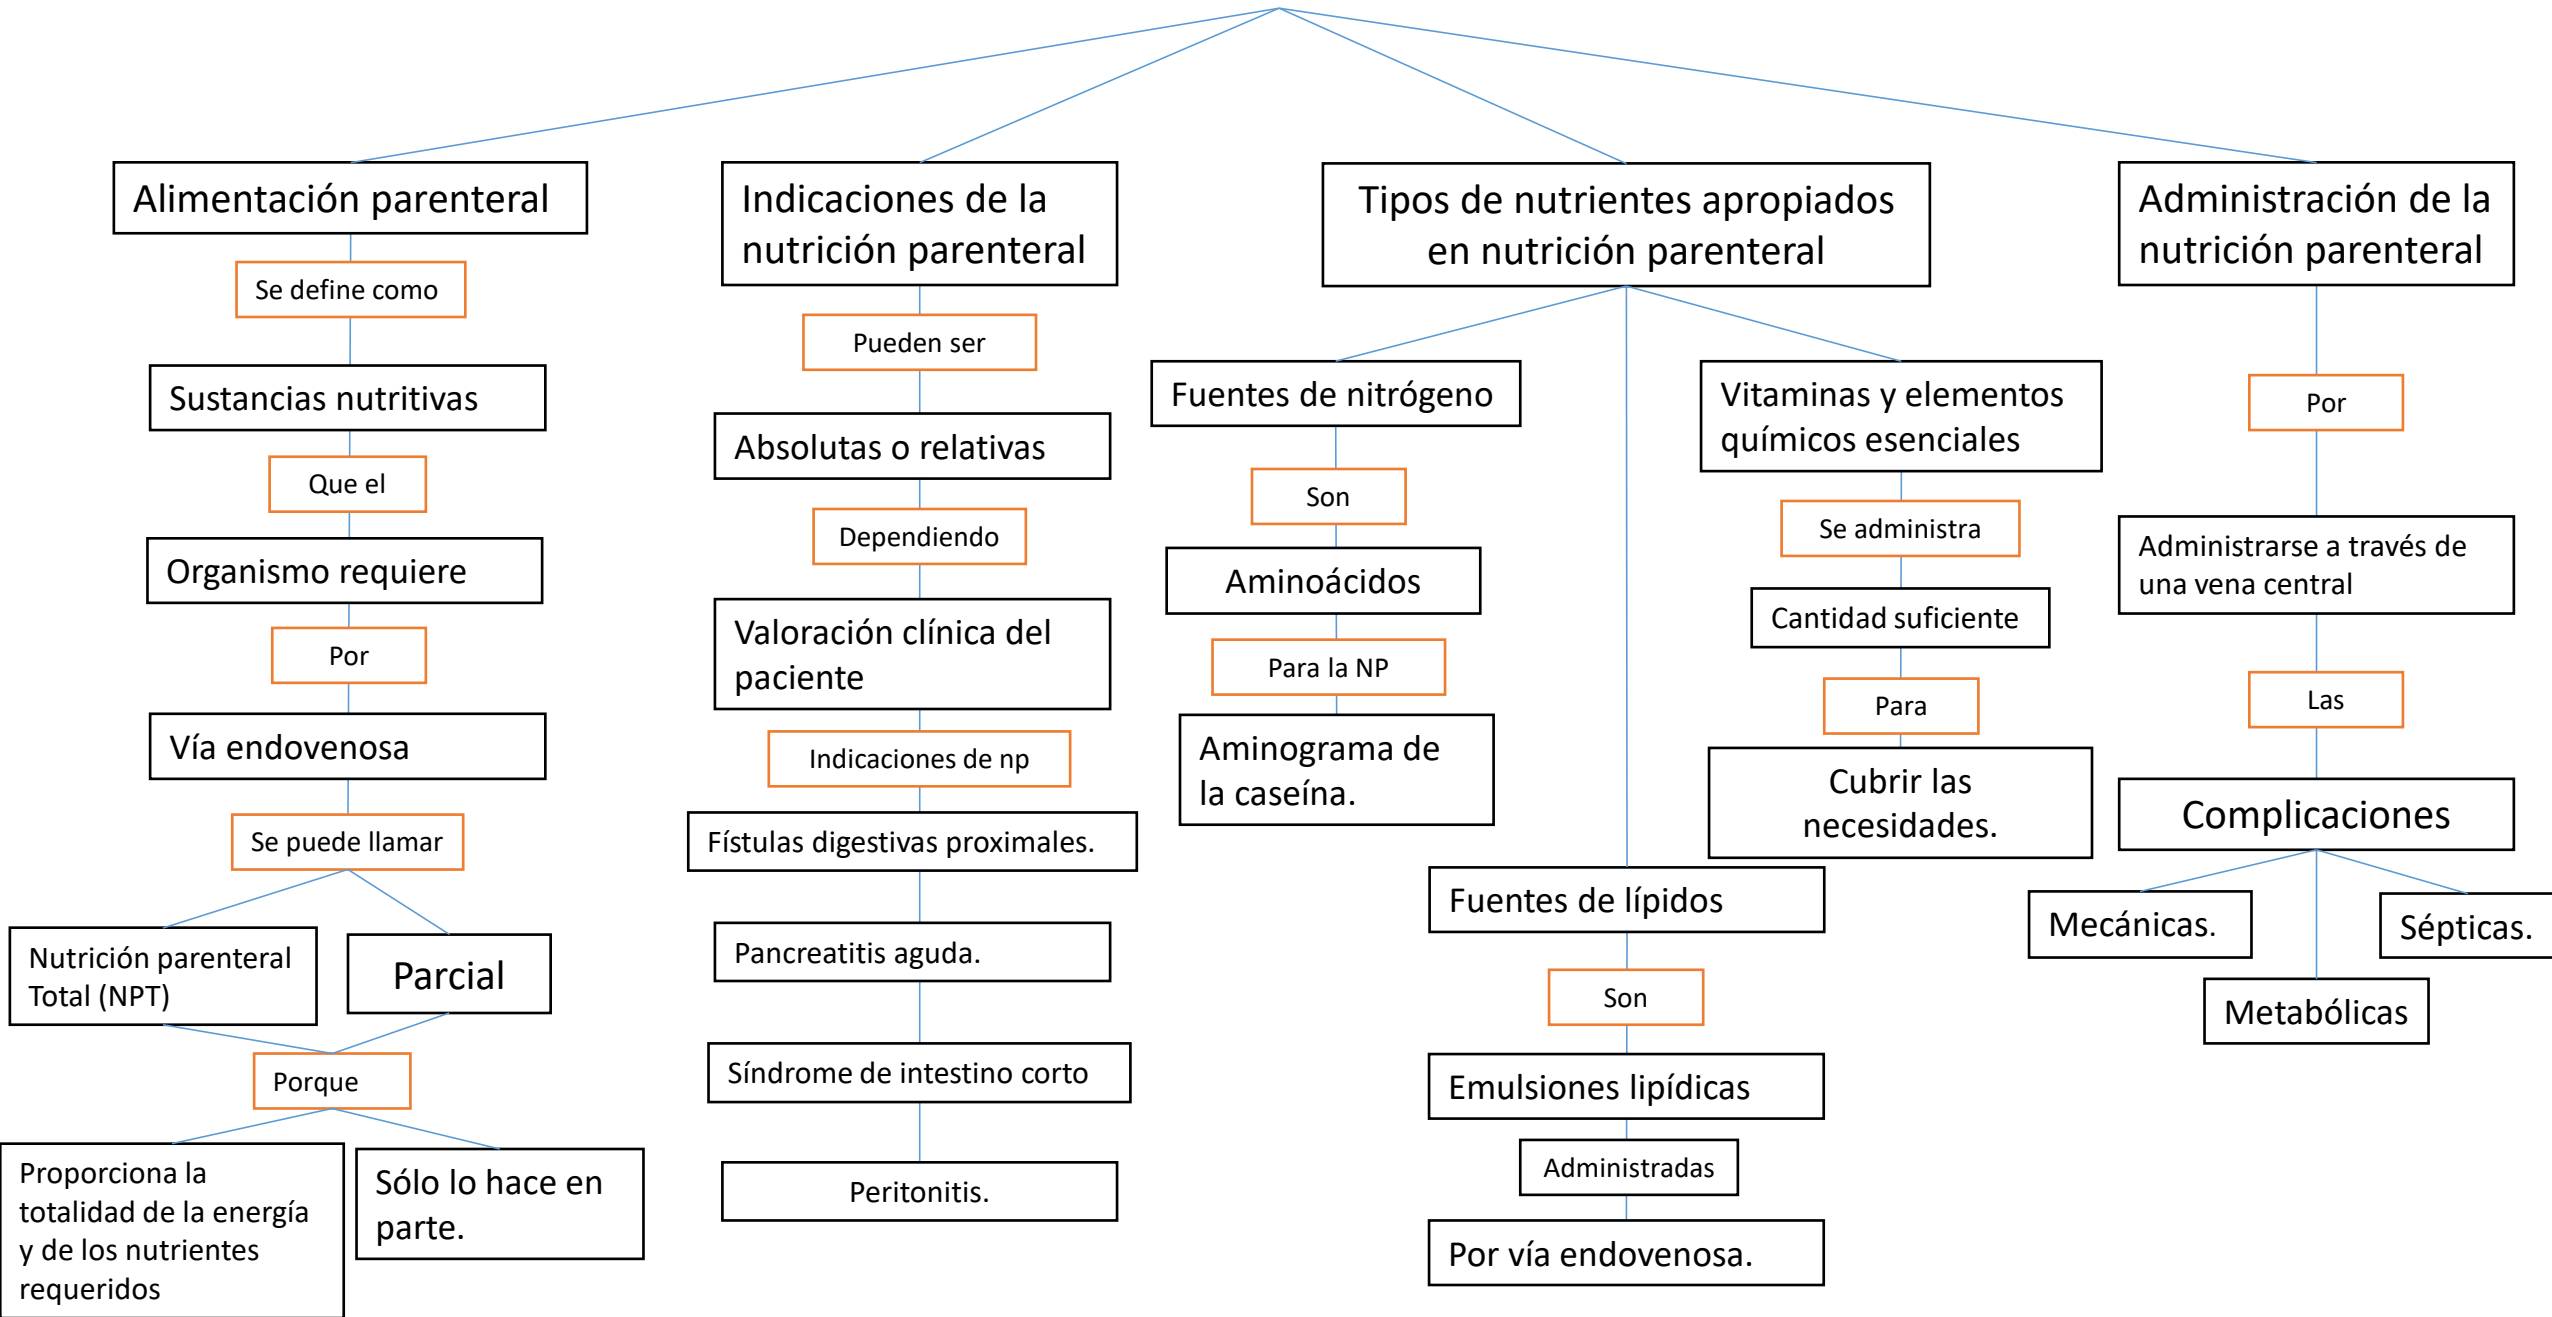 Alimentación parenteral
Se define como
Sustancias nutritivas
Que el
Organismo requiere
Por
Vía endovenosa
Se puede llamar
Nutrición parenteral
Total (NPT)
Parcial
Porque
Proporciona la
totalidad de la energía
y de los nutrientes
requeridos
Sólo lo hace en
parte.
Indicaciones de la
nutrición parenteral
Pueden ser
Absolutas o relativas
Dependiendo
Valoración clínica del
paciente
Indicaciones de np
Fístulas digestivas proximales.
Pancreatitis aguda.
Síndrome de intestino corto
Peritonitis.
Tipos de nutrientes apropiados
en nutrición parenteral
Fuentes de nitrógeno
Son
Aminoácidos
Para la NP
Aminograma de
la caseína.
Fuentes de lípidos
Son
Emulsiones lipídicas
Administradas
Por vía endovenosa.
Vitaminas y elementos
químicos esenciales
Se administra
Cantidad suficiente
Para
Cubrir las
necesidades.
Administración de la
nutrición parenteral
Por
Administrarse a través de
una vena central
Las
Complicaciones
Mecánicas.
Metabólicas
Sépticas.